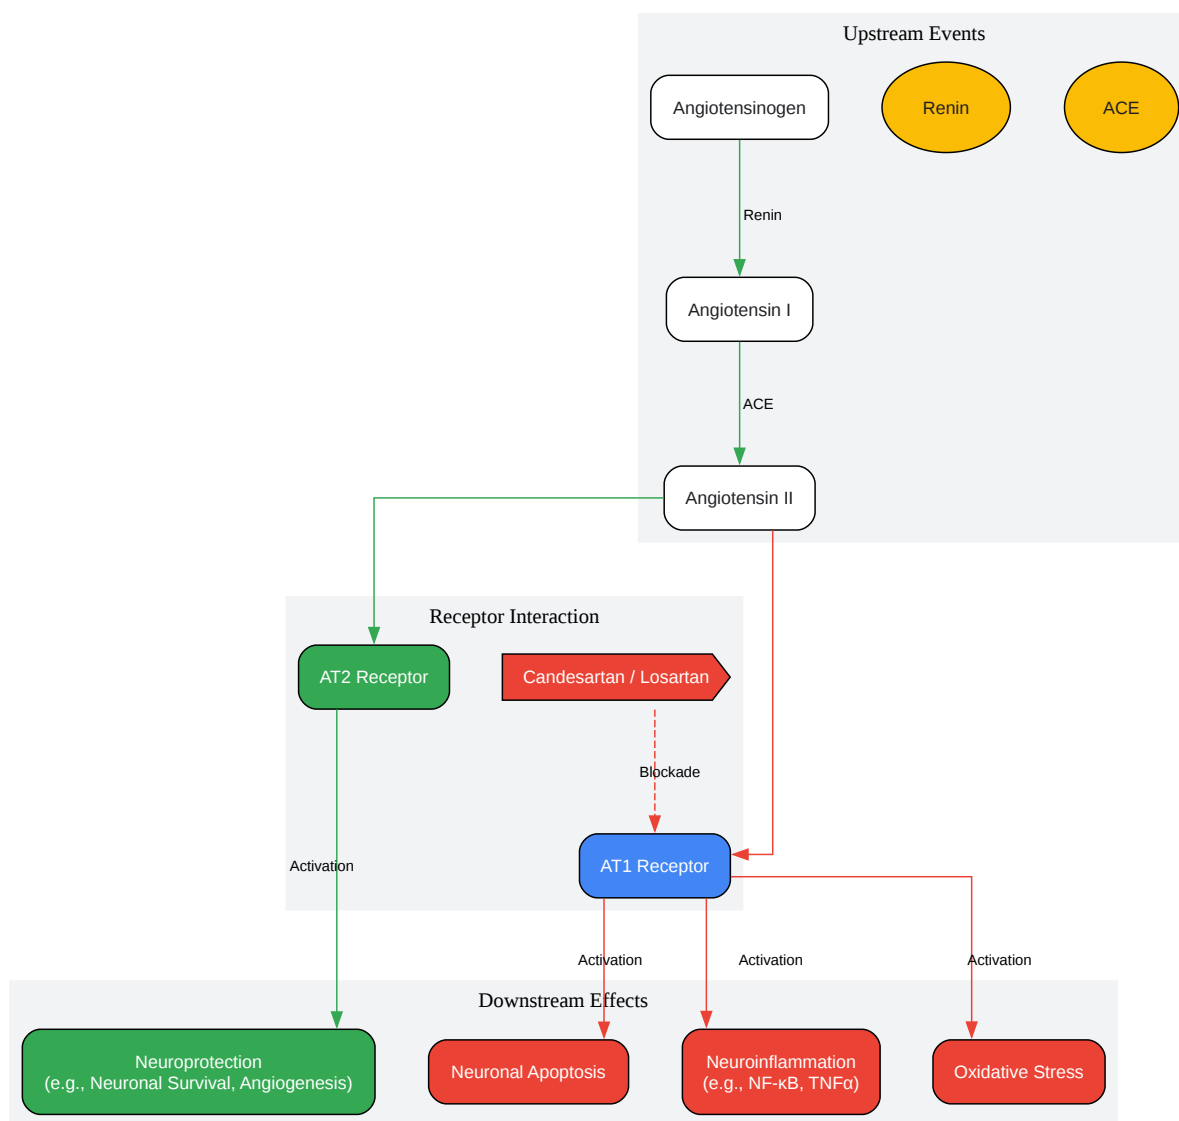 Upstream Events
Angiotensinogen
Renin
ACE
Renin
Angiotensin I
ACE
Angiotensin II
Receptor Interaction
AT2 Receptor
Candesartan / Losartan
Blockade
AT1 Receptor
Activation
Activation
Activation
Activation
Downstream Effects
Neuroprotection
(e.g., Neuronal Survival, Angiogenesis)
Neuronal Apoptosis
Neuroinflammation
(e.g., NF-κB, TNFα)
Oxidative Stress